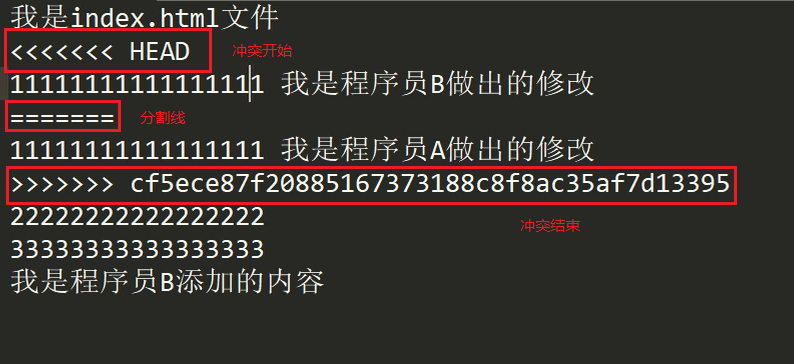 我是index.html文件
<<<<<<< HEAD 冲突开始
11111111111111111 我是程序员B做出的修改
======= 分割线
11111111111111111 我是程序员A做出的修改
>>>>>>> cf5ece87f20885167373188c8f8ac35af7d13395
22222222222222222 冲突结束
33333333333333333
我是程序员B添加的内容